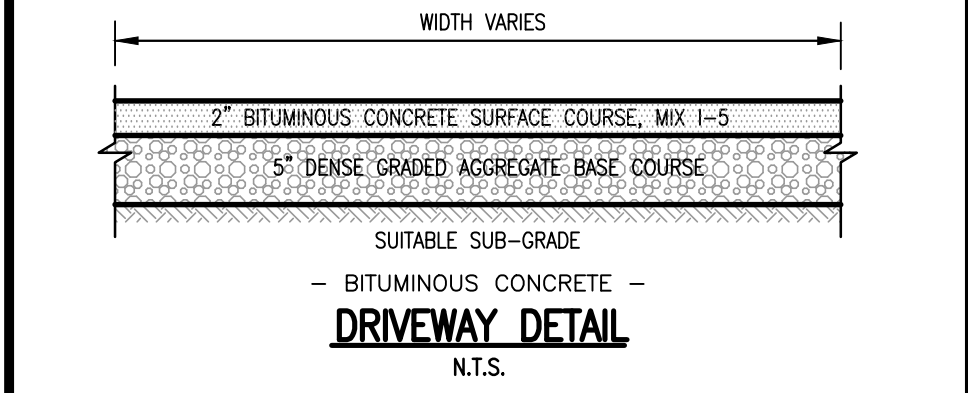 WIDTH VARIES
2" BITUMINOUS CONCRETE SURFACE COURSE, MIX I-5
5" DENSE GRADED AGGREGATE BASE COURSE
SUITABLE SUB-GRADE
- BITUMINOUS CONCRETE -
DRIVEWAY DETAIL
N.T.S.